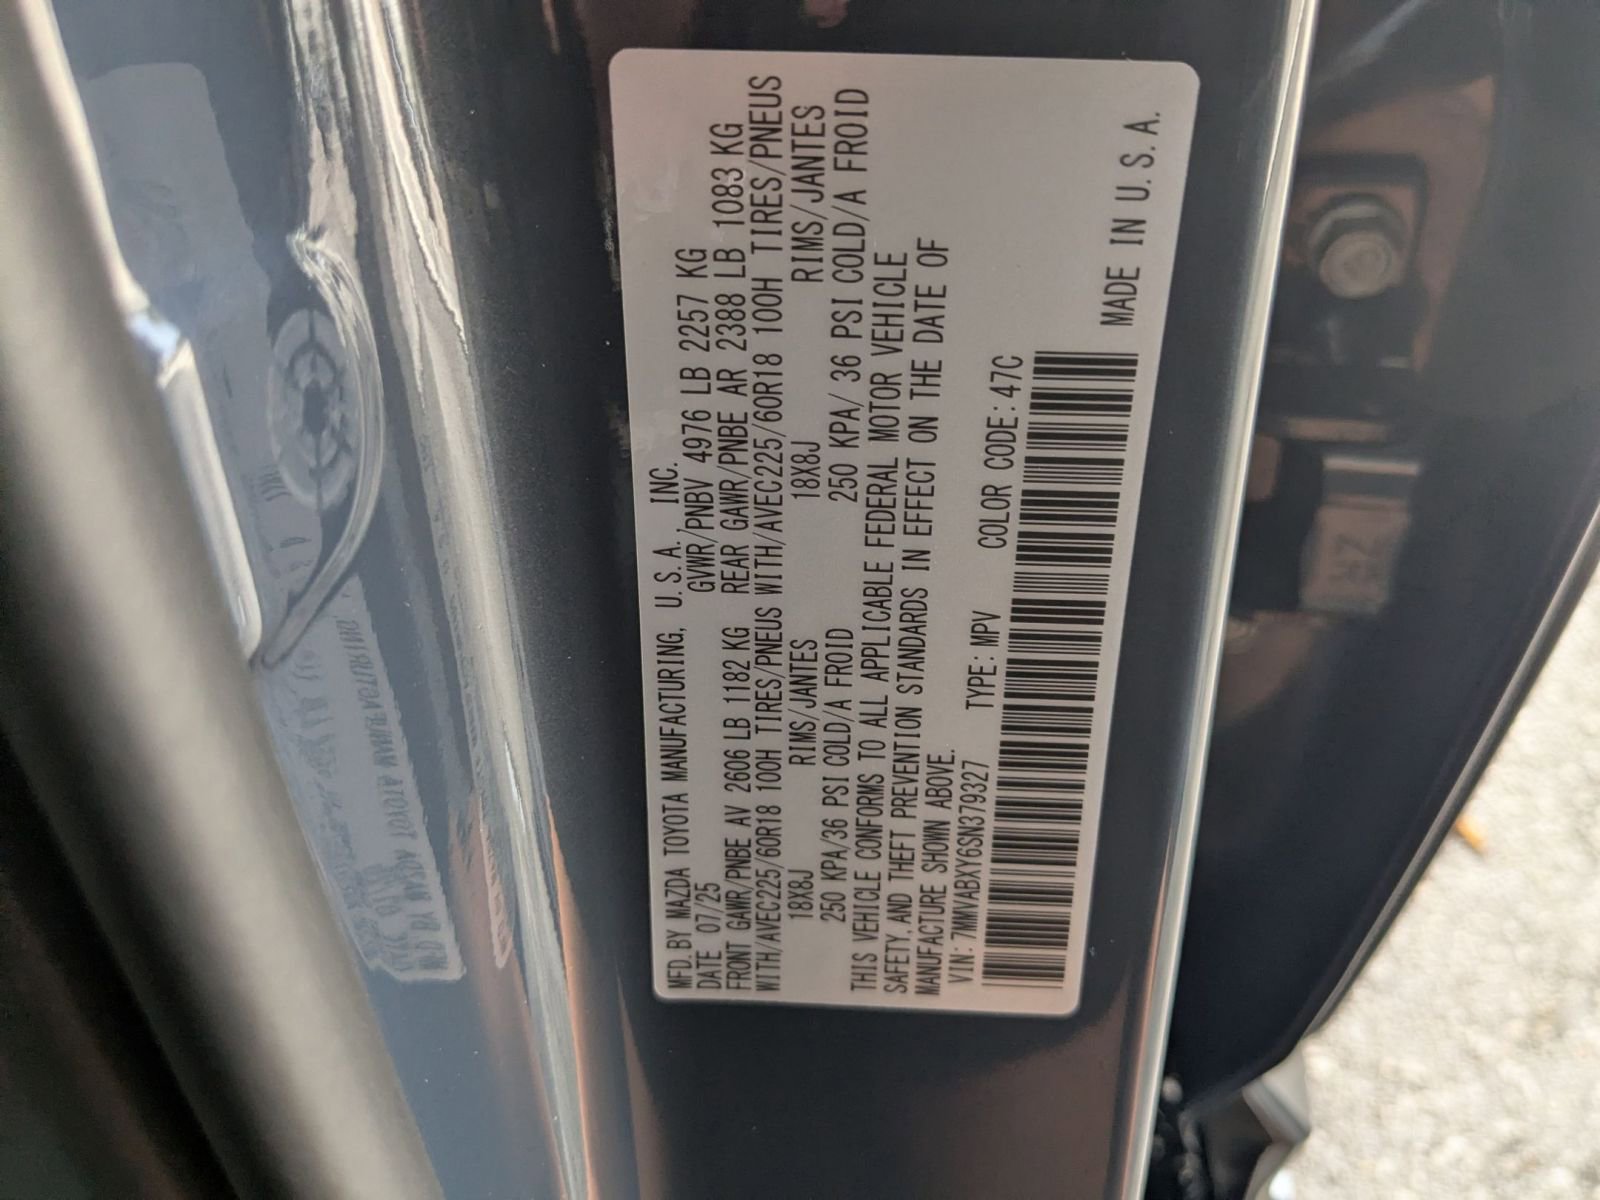 MFD. BY MAZDA TOYOTA MANUFACTURING, U.S.A., INC.
DATE 07/25 GVWR/PNBV 4976 LB 2257 KG
FRONT GAWR/PNBE AV 2606 LB 1182 KG REAR GAWR/PNBE AR 2388 LB 1083 KG
WITH/AVEC225/60R18 100H TIRES/PNEUS WITH/AVEC225/60R18 100H TIRES/PNEUS
18X8J RIMS/JANTES 18X8J RIMS/JANTES
250 KPA/36 PSI COLD/A FROID 250 KPA/ 36 PSI COLD/A FROID
THIS VEHICLE CONFORMS TO ALL APPLICABLE FEDERAL MOTOR VEHICLE
SAFETY, AND THEFT PREVENTION STANDARDS IN EFFECT ON THE DATE OF
MANUFACTURE SHOWN ABOVE.
VIN: 7MMVABXY6SN379327 TYPE: MPV COLOR CODE: 47C
MADE IN U.S.A.